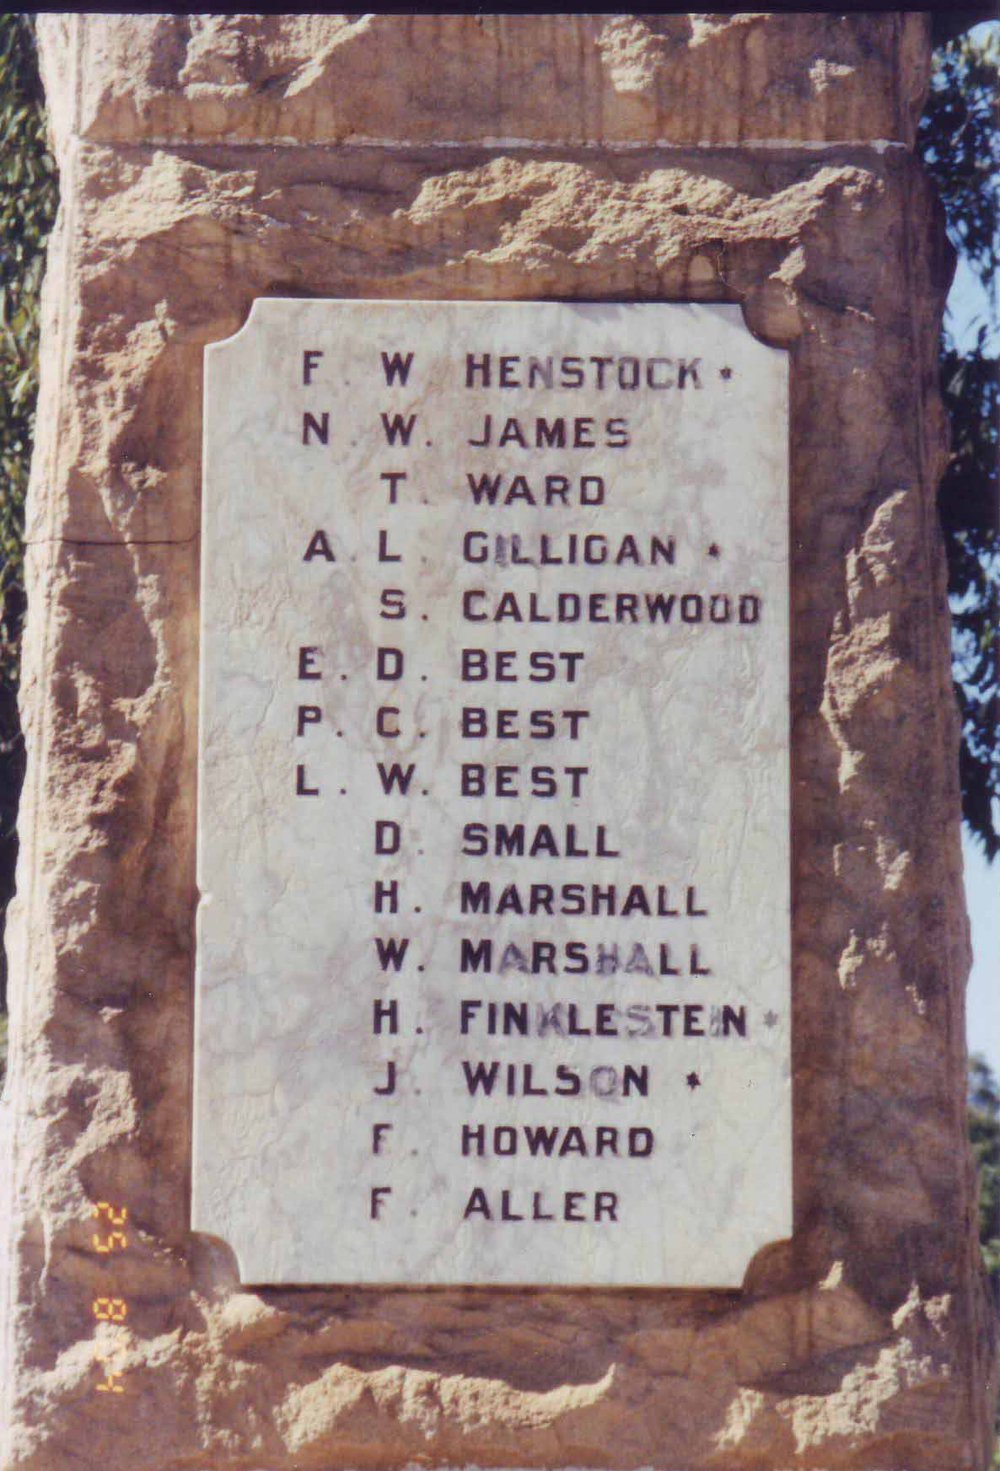 F. W HENSTOCK *
N. W. JAMES
T. WARD
A. L. GILLIGAN *
S. CALDERWOOD
E. D. BEST
P. C. BEST
L. W. BEST
D. SMALL
H. MARSHALL
W. MARSHALL
H. FINKLESTEIN *
J. WILSON *
F. HOWARD
F. ALLER